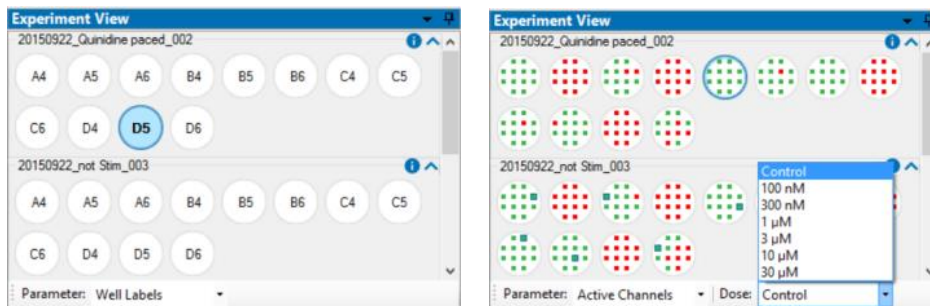 Experiment View
20150922_Quinidine paced_002
A4 A5 A6 B4 B5 B6 C4 C5
C6 D4 D5 D6
20150922_not Stim_003
A4 A5 A6 B4 B5 B6 C4 C5
C6 D4 D5 D6
Parameter: Well Labels
Experiment View
20150922_Quinidine paced_002
20150922_not Stim_003
Control
100 nM
300 nM
1 µM
3 µM
10 µM
30 µM
Parameter: Active Channels Dose: Control